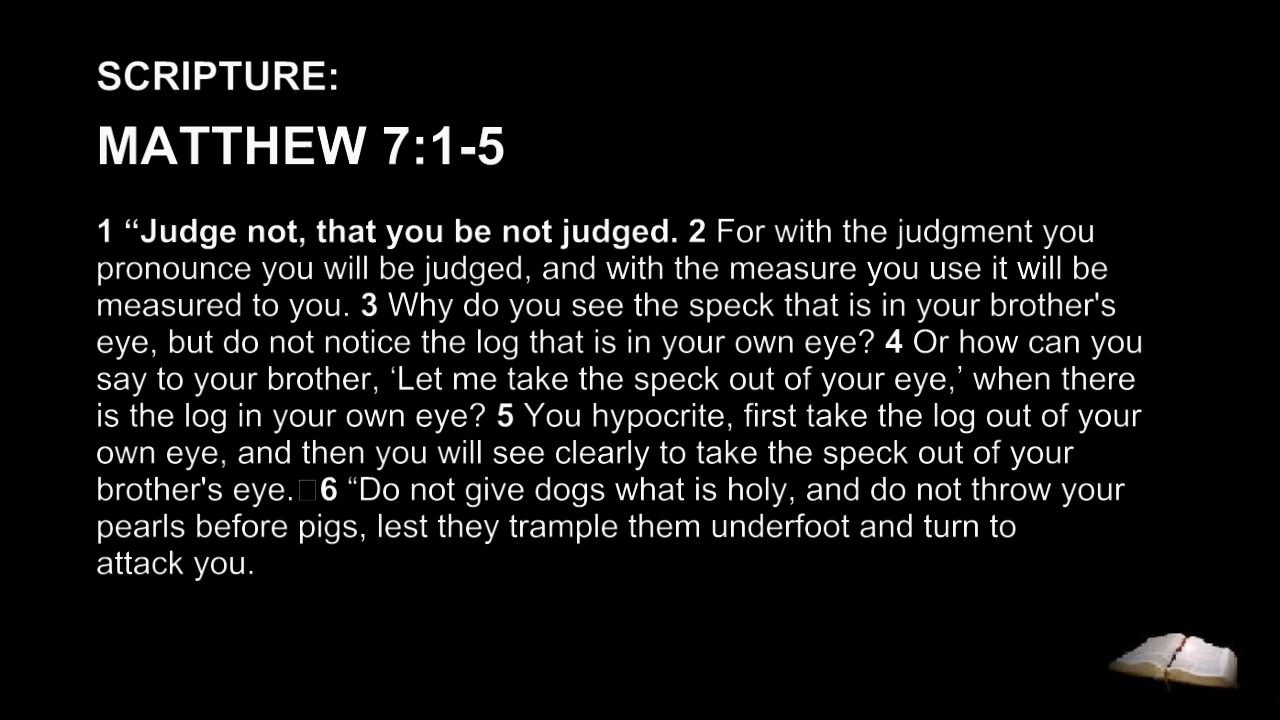 SCRIPTURE:
MATTHEW 7:1-5
1 “Judge not, that you be not judged. 2 For with the judgment you
pronounce you will be judged, and with the measure you use it will be
measured to you. 3 Why do you see the speck that is in your brother's
eye, but do not notice the log that is in your own eye? 4 Or how can you
say to your brother, ‘Let me take the speck out of your eye,’ when there
is the log in your own eye? 5 You hypocrite, first take the log out of your
own eye, and then you will see clearly to take the speck out of your
brother's eye. 6 “Do not give dogs what is holy, and do not throw your
pearls before pigs, lest they trample them underfoot and turn to
attack you.